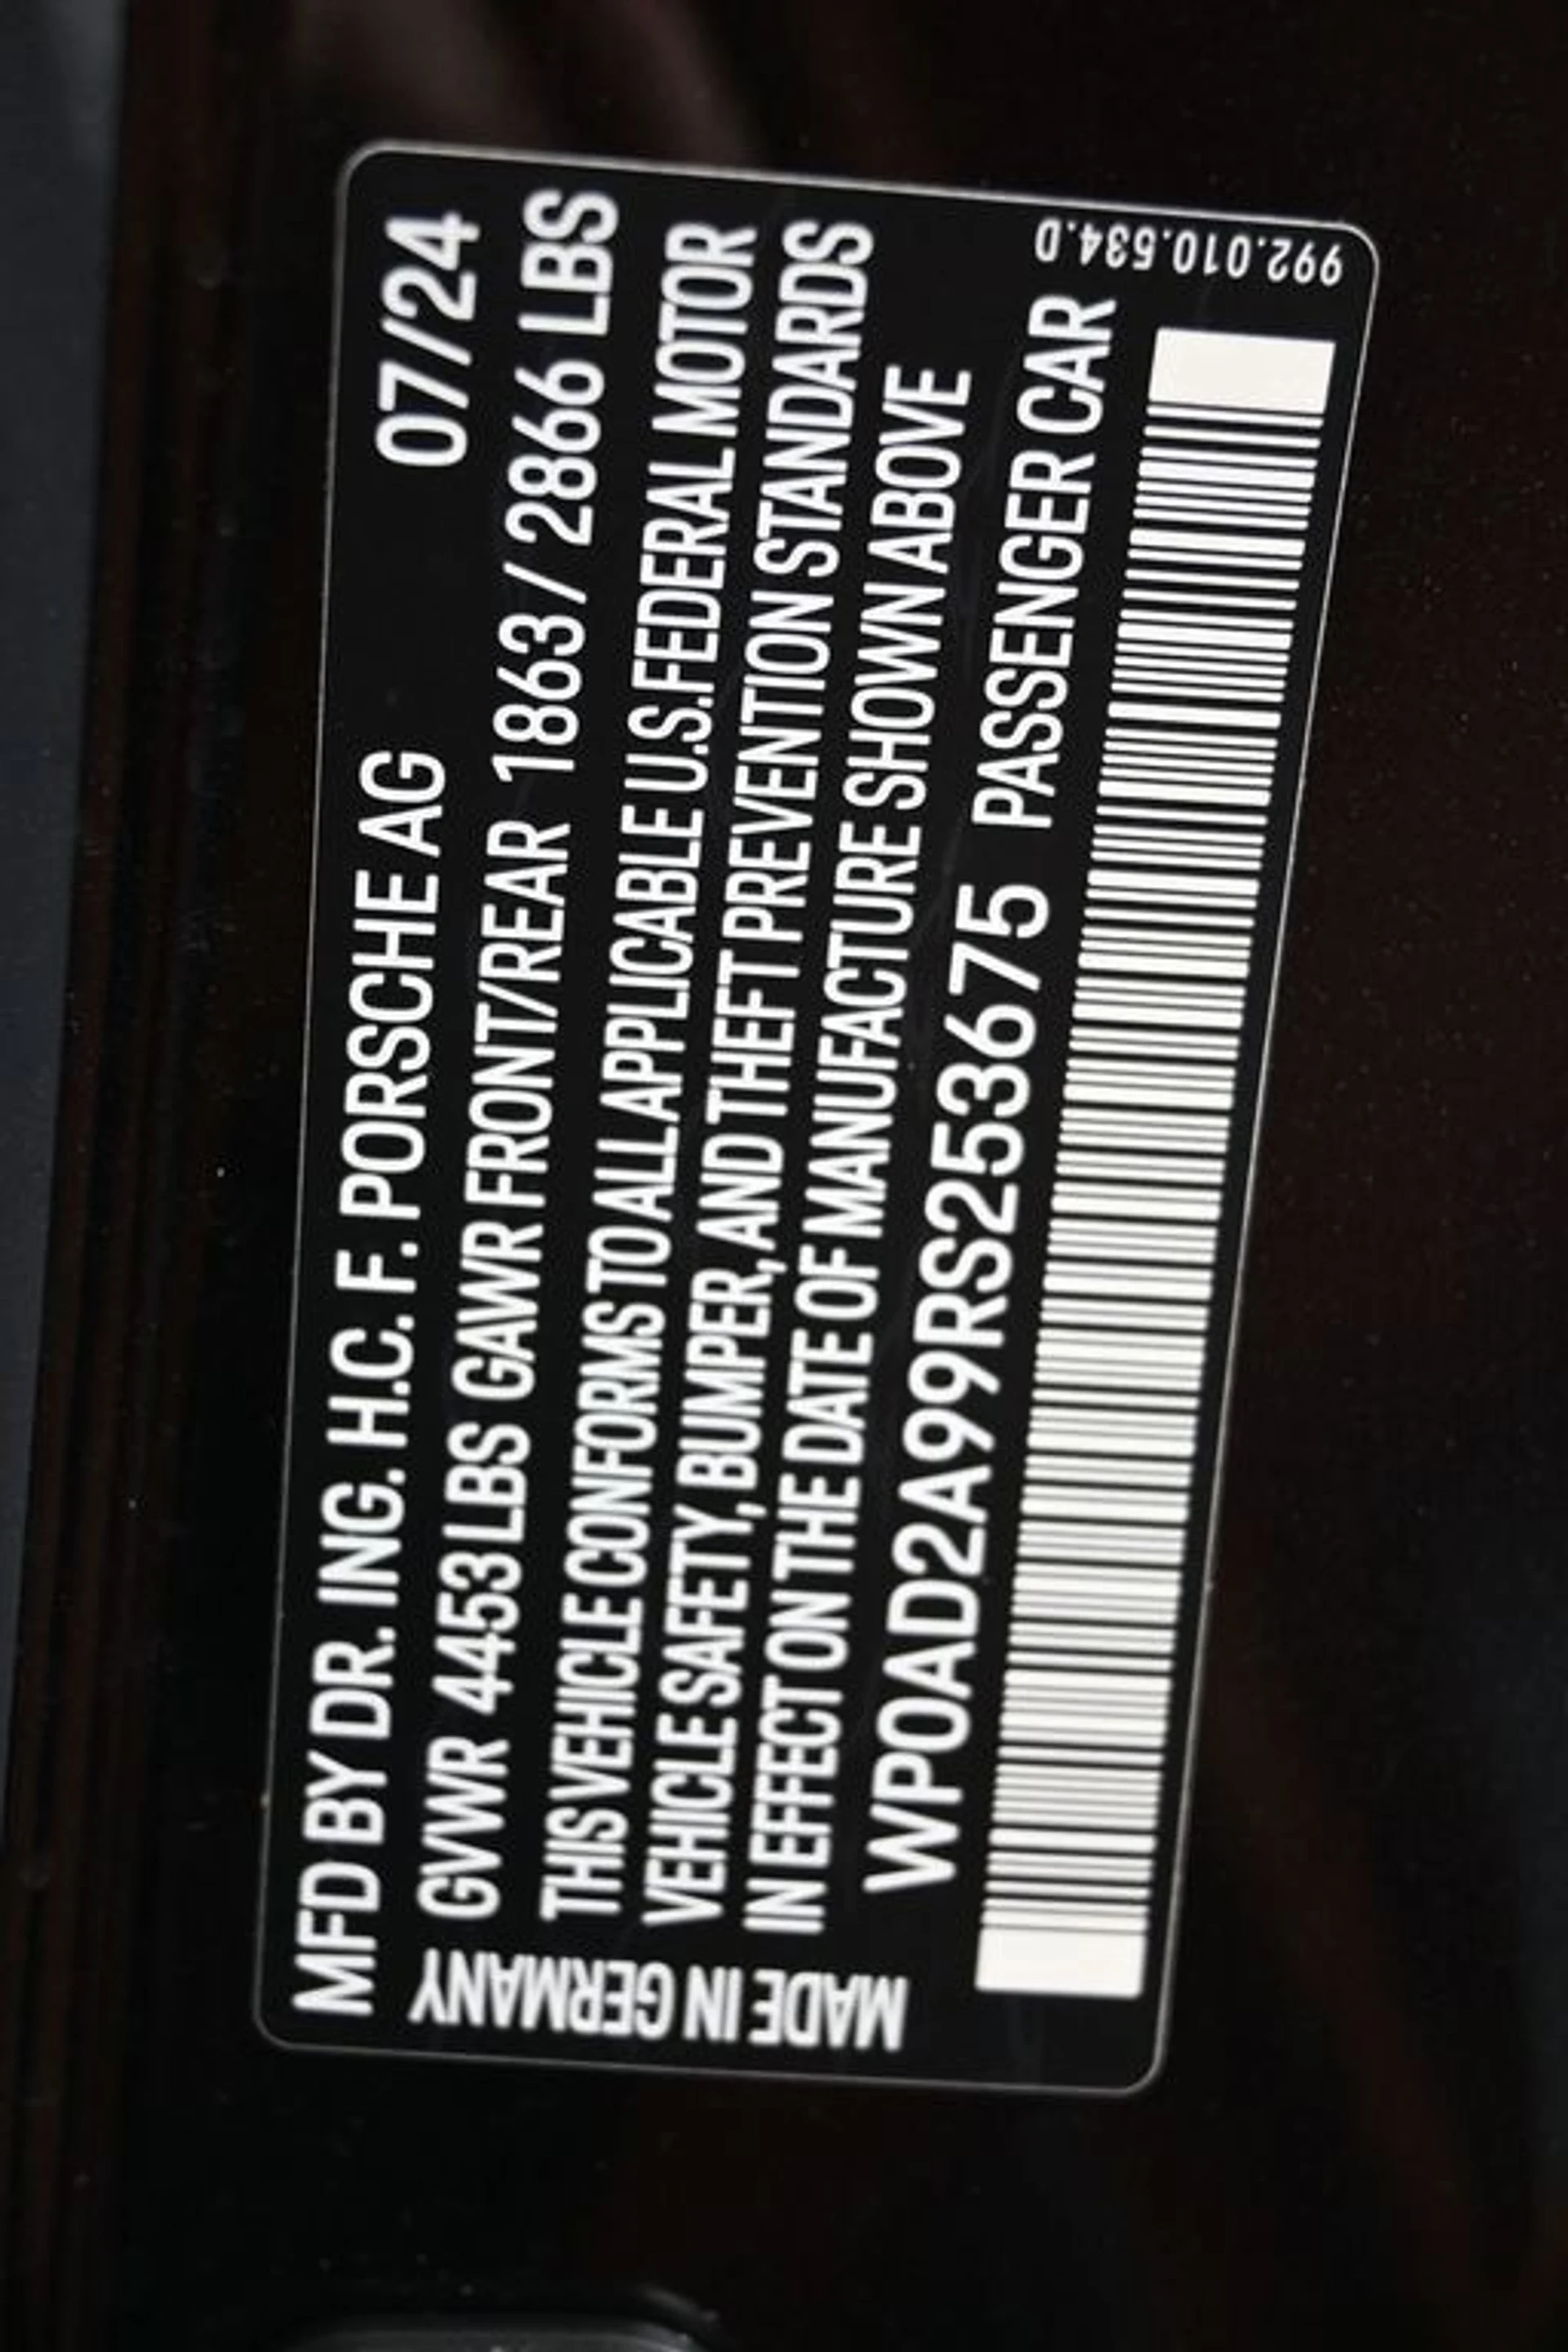 MFD BY DR. ING. H.C. F. PORSCHE AG 07/24
GVWR 4453 LBS GAWR FRONT/REAR 1863 / 2866 LBS
THIS VEHICLE CONFORMS TO ALL APPLICABLE U.S. FEDERAL MOTOR
VEHICLE SAFETY, BUMPER, AND THEFT PREVENTION STANDARDS
IN EFFECT ON THE DATE OF MANUFACTURE SHOWN ABOVE
WP0AD2A99RS253675 PASSENGER CAR
MADE IN GERMANY
992.010.534.D